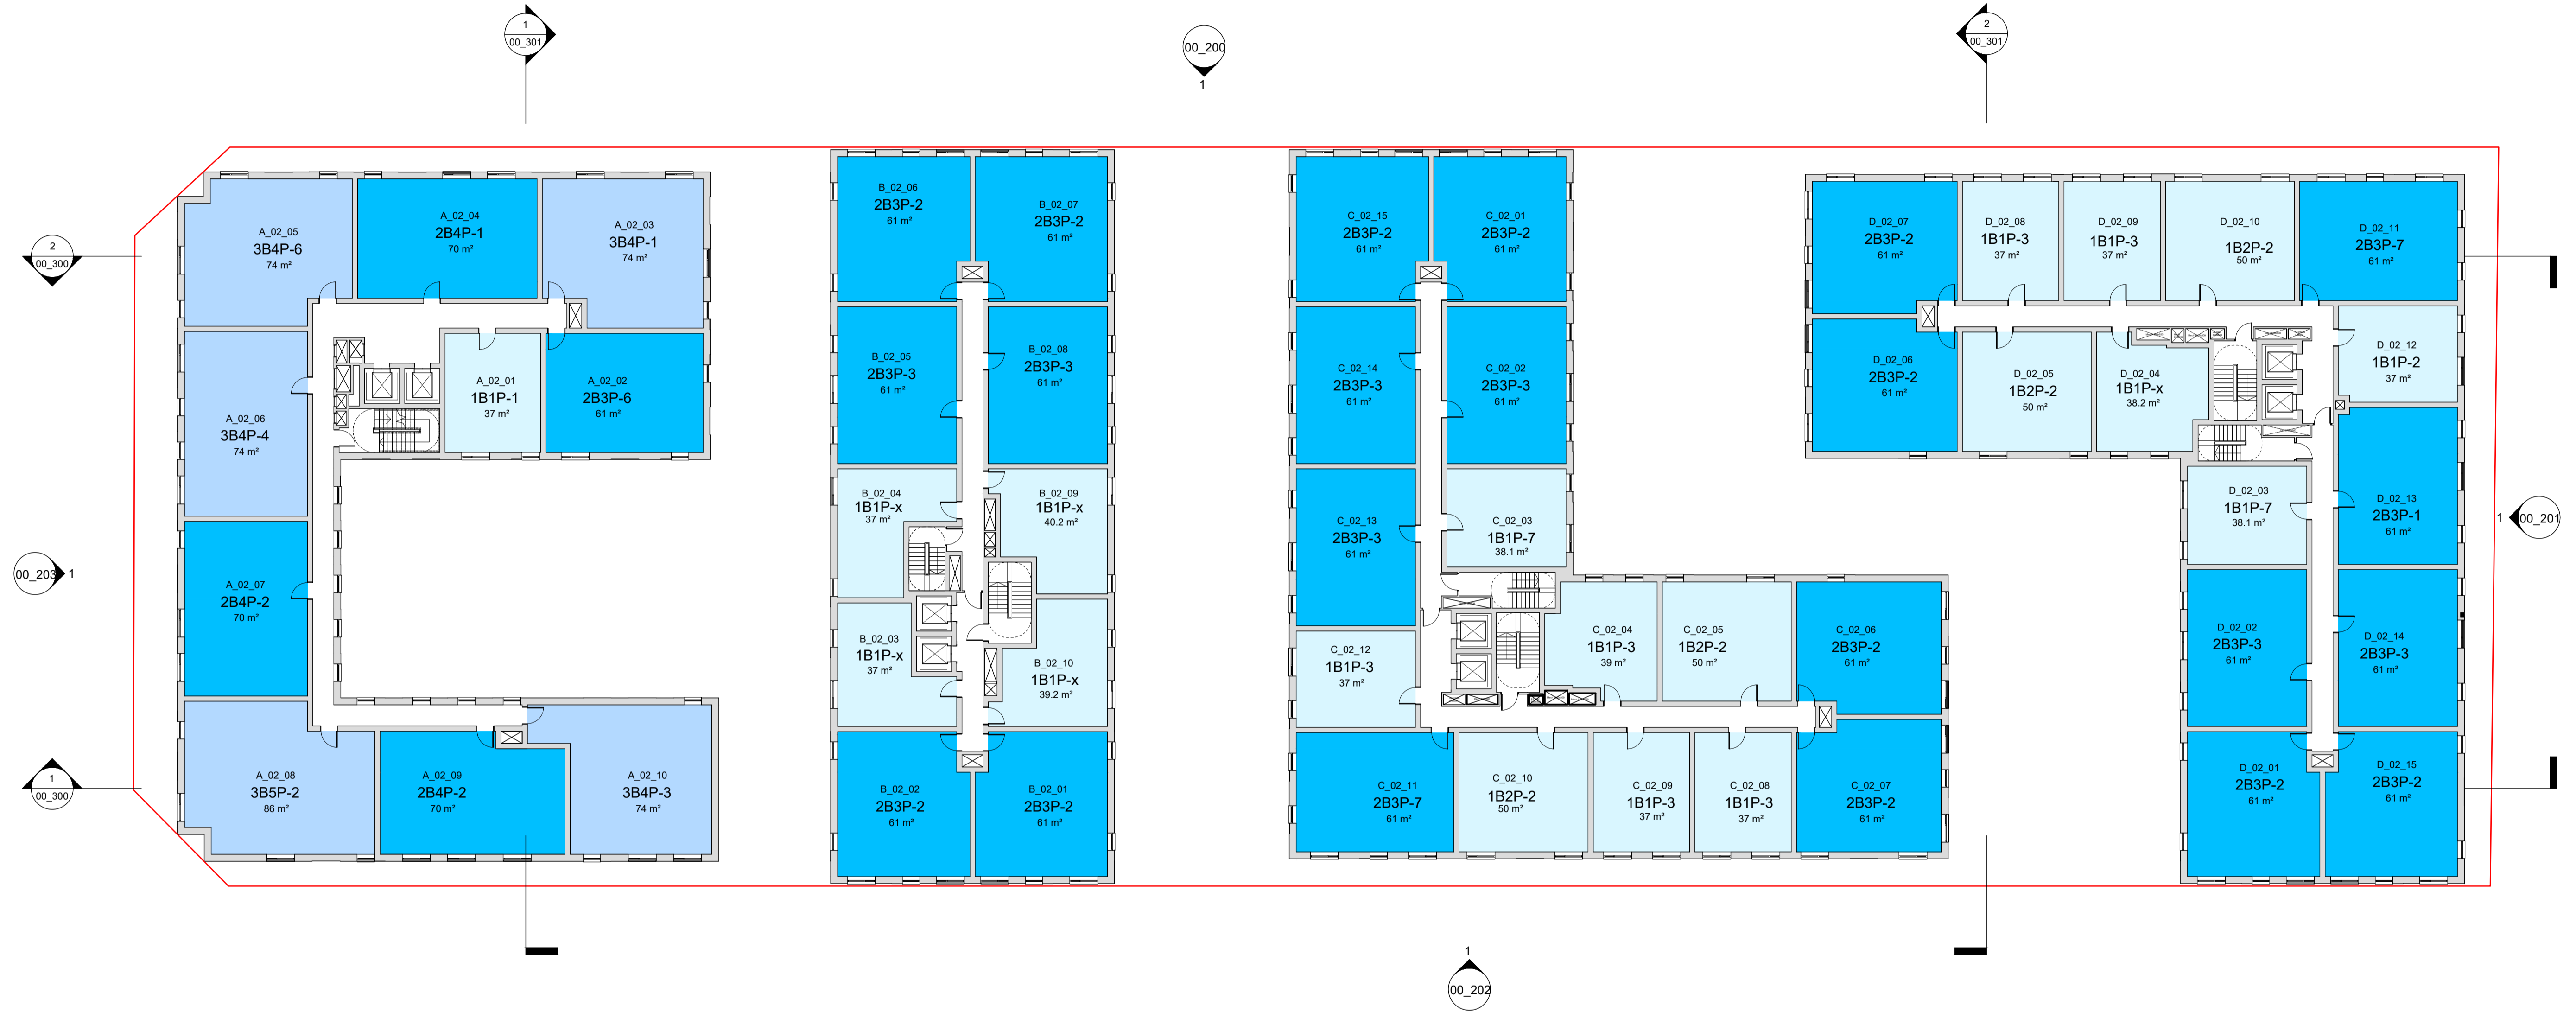 1
00_301
00_200
1
2
00_301
2
00_300
00_203
1
1
00_300
1
00_201
1
00_202
A_02_05
3B4P-6
74 m²
A_02_04
2B4P-1
70 m²
A_02_03
3B4P-1
74 m²
A_02_01
1B1P-1
37 m²
A_02_02
2B3P-6
61 m²
A_02_06
3B4P-4
74 m²
A_02_07
2B4P-2
70 m²
A_02_08
3B5P-2
86 m²
A_02_09
2B4P-2
70 m²
A_02_10
3B4P-3
74 m²
B_02_06
2B3P-2
61 m²
B_02_07
2B3P-2
61 m²
B_02_05
2B3P-3
61 m²
B_02_08
2B3P-3
61 m²
B_02_04
1B1P-x
37 m²
B_02_09
1B1P-x
40.2 m²
B_02_03
1B1P-x
37 m²
B_02_10
1B1P-x
39.2 m²
B_02_02
2B3P-2
61 m²
B_02_01
2B3P-2
61 m²
C_02_15
2B3P-2
61 m²
C_02_01
2B3P-2
61 m²
C_02_14
2B3P-3
61 m²
C_02_02
2B3P-3
61 m²
C_02_13
2B3P-3
61 m²
C_02_03
1B1P-7
38.1 m²
C_02_12
1B1P-3
37 m²
C_02_04
1B1P-3
39 m²
C_02_05
1B2P-2
50 m²
C_02_06
2B3P-2
61 m²
C_02_11
2B3P-7
61 m²
C_02_10
1B2P-2
50 m²
C_02_09
1B1P-3
37 m²
C_02_08
1B1P-3
37 m²
C_02_07
2B3P-2
61 m²
D_02_07
2B3P-2
61 m²
D_02_08
1B1P-3
37 m²
D_02_09
1B1P-3
37 m²
D_02_10
1B2P-2
50 m²
D_02_11
2B3P-7
61 m²
D_02_06
2B3P-2
61 m²
D_02_05
1B2P-2
50 m²
D_02_04
1B1P-x
38.2 m²
D_02_12
1B1P-2
37 m²
D_02_03
1B1P-7
38.1 m²
D_02_13
2B3P-1
61 m²
D_02_02
2B3P-3
61 m²
D_02_14
2B3P-3
61 m²
D_02_01
2B3P-2
61 m²
D_02_15
2B3P-2
61 m²